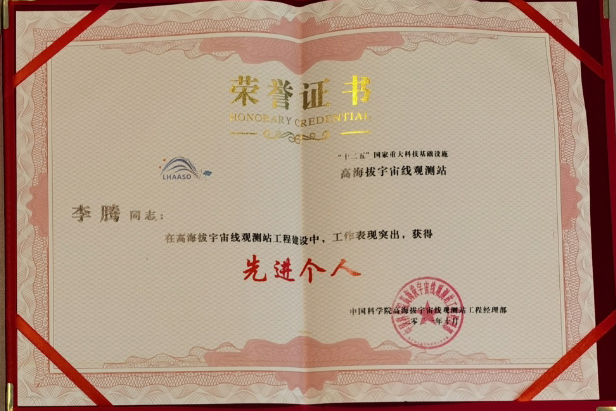 荣誉证书
HONORARY CREDENTIAL
LHAASO
“十二五”国家重大科技基础设施
高海拔宇宙线观测站
李腾 同志：
在高海拔宇宙线观测站工程建设中，工作表现突出，获得
先进个人
中国科学院高海拔宇宙线观测站工程经理部